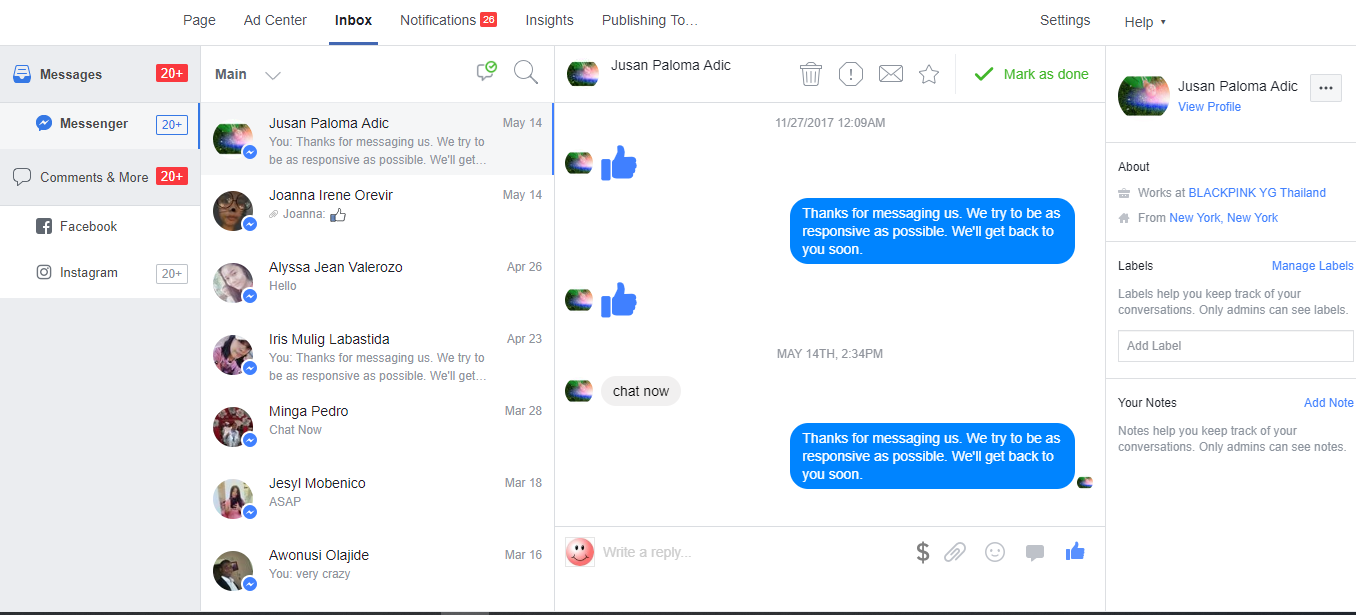 Page
Ad Center
Inbox
Notifications 26
Insights
Publishing To…
Settings
Help
Messages 20+
Messenger 20+
Comments & More 20+
Facebook
Instagram 20+
Main
Jusan Paloma Adic May 14
You: Thanks for messaging us. We try to
be as responsive as possible. We'll get…
Joanna Irene Orevir May 14
Joanna:
Alyssa Jean Valerozo Apr 26
Hello
Iris Mulig Labastida Apr 23
You: Thanks for messaging us. We try to
be as responsive as possible. We'll get…
Minga Pedro Mar 28
Chat Now
Jesyl Mobenico Mar 18
ASAP
Awonusi Olajide Mar 16
You: very crazy
Jusan Paloma Adic
Mark as done
11/27/2017 12:09AM
Thanks for messaging us. We try to be as
responsive as possible. We'll get back to
you soon.
MAY 14TH, 2:34PM
chat now
Thanks for messaging us. We try to be as
responsive as possible. We'll get back to
you soon.
Write a reply...
$
Jusan Paloma Adic
View Profile
About
Works at BLACKPINK YG Thailand
From New York, New York
Labels Manage Labels
Labels help you keep track of your
conversations. Only admins can see labels.
Add Label
Your Notes Add Note
Notes help you keep track of your
conversations. Only admins can see notes.